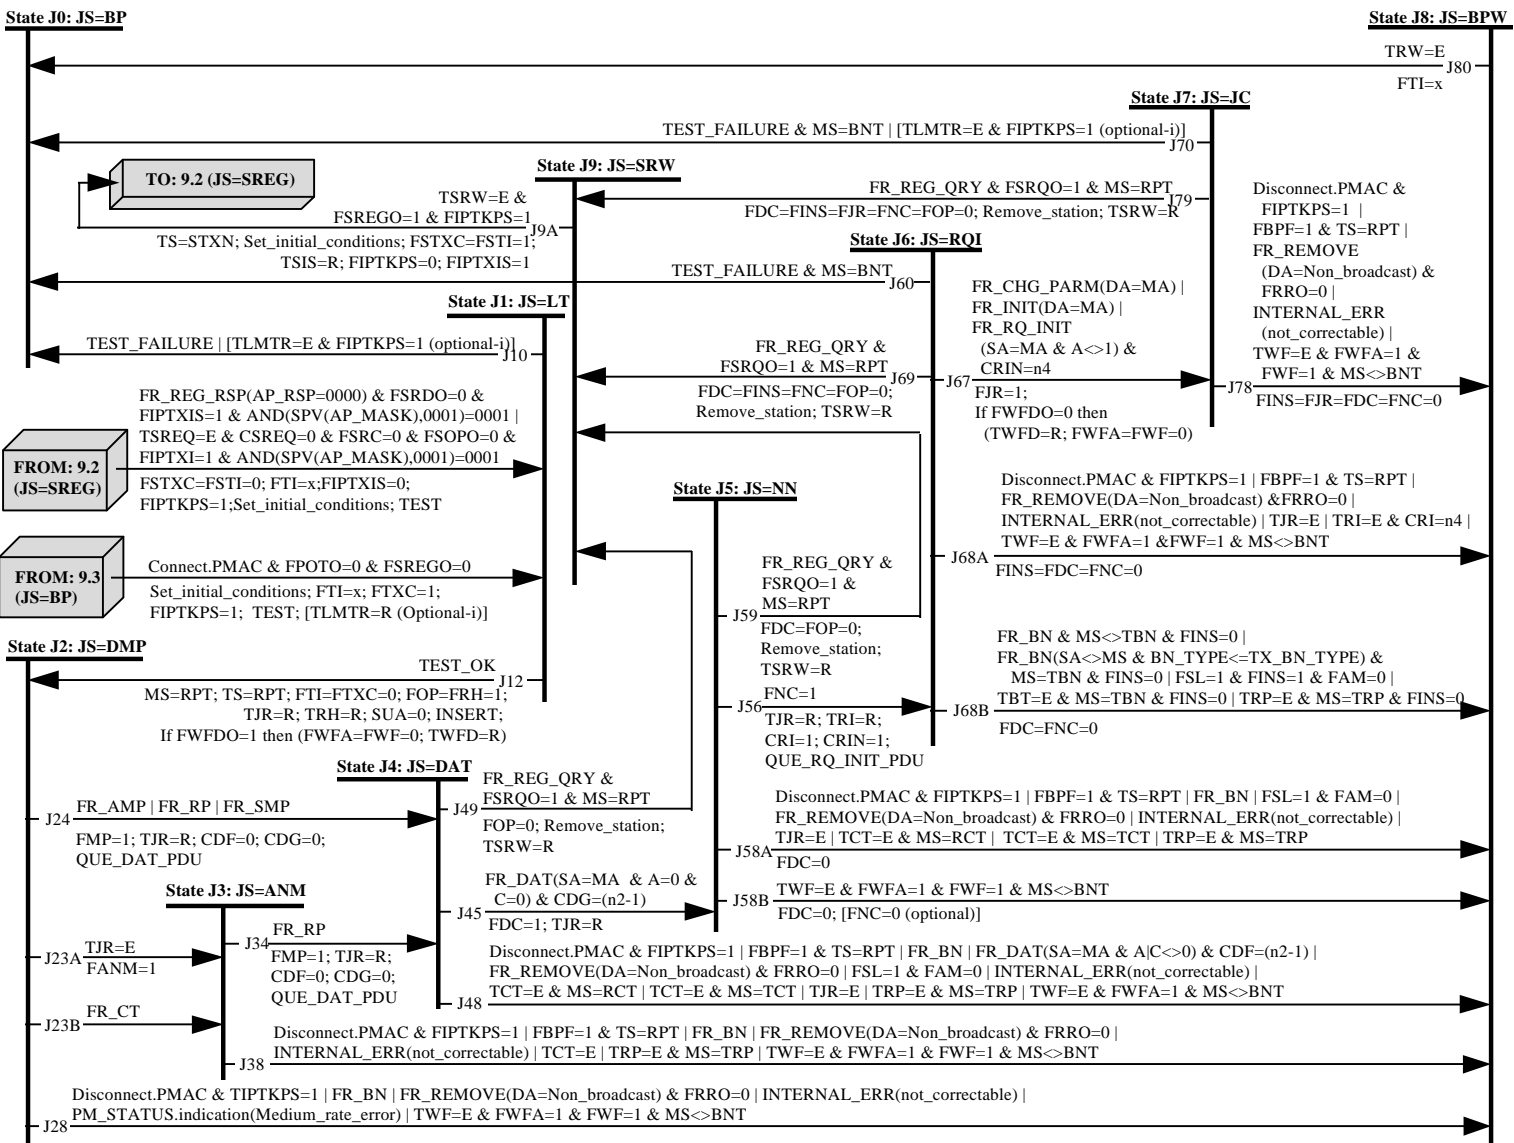 State J0: JS=BP
State J8: JS=BPW
TRW=E
J80
FTI=x
State J7: JS=JC
TEST_FAILURE & MS=BNT | [TLMTR=E & FIPTKPS=1 (optional-i)]
J70
State J9: JS=SRW
TO: 9.2 (JS=SREG)
TSRW=E &
FSREGO=1 & FIPTKPS=1
J9A
TS=STXN; Set_initial_conditions; FSTXC=FSTI=1;
TSIS=R; FIPTKPS=0; FIPTXIS=1
FR_REG_QRY & FSRQO=1 & MS=RPT
J79
FDC=FINS=FJR=FNC=FOP=0; Remove_station; TSRW=R
Disconnect.PMAC &
FIPTKPS=1 |
FBPF=1 & TS=RPT |
FR_REMOVE
(DA=Non_broadcast) &
FRRO=0 |
INTERNAL_ERR
(not_correctable) |
TWF=E & FWFA=1 &
FWF=1 & MS<>BNT
J78
FINS=FJR=FDC=FNC=0
State J6: JS=RQI
TEST_FAILURE & MS=BNT
J60
State J1: JS=LT
FR_CHG_PARM(DA=MA) |
FR_INIT(DA=MA) |
FR_RQ_INIT
(SA=MA & A<>1) &
CRIN=n4
J67
FJR=1;
If FWFDO=0 then
(TWFD=R; FWFA=FWF=0)
TEST_FAILURE | [TLMTR=E & FIPTKPS=1 (optional-i)]
J10
FR_REG_QRY &
FSRQO=1 & MS=RPT
J69
FDC=FINS=FNC=FOP=0;
Remove_station; TSRW=R
FR_REG_RSP(AP_RSP=0000) & FSRDO=0 &
FIPTXIS=1 & AND(SPV(AP_MASK),0001)=0001 |
TSREQ=E & CSREQ=0 & FSRC=0 & FSOPO=0 &
FIPTXI=1 & AND(SPV(AP_MASK),0001)=0001
FROM: 9.2
(JS=SREG)
FSTXC=FSTI=0; FTI=x;FIPTXIS=0;
FIPTKPS=1;Set_initial_conditions; TEST
State J5: JS=NN
Disconnect.PMAC & FIPTKPS=1 | FBPF=1 & TS=RPT |
FR_REMOVE(DA=Non_broadcast) &FRRO=0 |
INTERNAL_ERR(not_correctable) | TJR=E | TRI=E & CRI=n4 |
TWF=E & FWFA=1 &FWF=1 & MS<>BNT
J68A
FINS=FDC=FNC=0
FROM: 9.3
(JS=BP)
Connect.PMAC & FPOTO=0 & FSREGO=0
Set_initial_conditions; FTI=x; FTXC=1;
FIPTKPS=1; TEST; [TLMTR=R (Optional-i)]
FR_REG_QRY &
FSRQO=1 &
MS=RPT
J59
FDC=FOP=0;
Remove_station;
TSRW=R
State J2: JS=DMP
TEST_OK
J12
MS=RPT; TS=RPT; FTI=FTXC=0; FOP=FRH=1;
TJR=R; TRH=R; SUA=0; INSERT;
If FWFDO=1 then (FWFA=FWF=0; TWFD=R)
FNC=1
J56
TJR=R; TRI=R;
CRI=1; CRIN=1;
QUE_RQ_INIT_PDU
FR_BN & MS<>TBN & FINS=0 |
FR_BN(SA<>MS & BN_TYPE<=TX_BN_TYPE) &
MS=TBN & FINS=0 | FSL=1 & FINS=1 & FAM=0 |
TBT=E & MS=TBN & FINS=0 | TRP=E & MS=TRP & FINS=0
J68B
FDC=FNC=0
State J4: JS=DAT
FR_REG_QRY &
FSRQO=1 & MS=RPT
J49
FOP=0; Remove_station;
TSRW=R
FR_AMP | FR_RP | FR_SMP
J24
FMP=1; TJR=R; CDF=0; CDG=0;
QUE_DAT_PDU
Disconnect.PMAC & FIPTKPS=1 | FBPF=1 & TS=RPT | FR_BN | FSL=1 & FAM=0 |
FR_REMOVE(DA=Non_broadcast) & FRRO=0 | INTERNAL_ERR(not_correctable) |
TJR=E | TCT=E & MS=RCT | TCT=E & MS=TCT | TRP=E & MS=TRP
J58A
FDC=0
State J3: JS=ANM
FR_DAT(SA=MA & A=0 &
C=0) & CDG=(n2-1)
J45
FDC=1; TJR=R
TWF=E & FWFA=1 & FWF=1 & MS<>BNT
J58B
FDC=0; [FNC=0 (optional)]
FR_RP
J34
FMP=1; TJR=R;
CDF=0; CDG=0;
QUE_DAT_PDU
TJR=E
J23A
FANM=1
Disconnect.PMAC & FIPTKPS=1 | FBPF=1 & TS=RPT | FR_BN | FR_DAT(SA=MA & A|C<>0) & CDF=(n2-1) |
FR_REMOVE(DA=Non_broadcast) & FRRO=0 | FSL=1 & FAM=0 | INTERNAL_ERR(not_correctable) |
TCT=E & MS=RCT | TCT=E & MS=TCT | TJR=E | TRP=E & MS=TRP | TWF=E & FWFA=1 & MS<>BNT
J48
FR_CT
J23B
Disconnect.PMAC & FIPTKPS=1 | FBPF=1 & TS=RPT | FR_BN | FR_REMOVE(DA=Non_broadcast) & FRRO=0 |
INTERNAL_ERR(not_correctable) | TCT=E | TRP=E & MS=TRP | TWF=E & FWFA=1 & FWF=1 & MS<>BNT
J38
Disconnect.PMAC & TIPTKPS=1 | FR_BN | FR_REMOVE(DA=Non_broadcast) & FRRO=0 | INTERNAL_ERR(not_correctable) |
PM_STATUS.indication(Medium_rate_error) | TWF=E & FWFA=1 & FWF=1 & MS<>BNT
J28